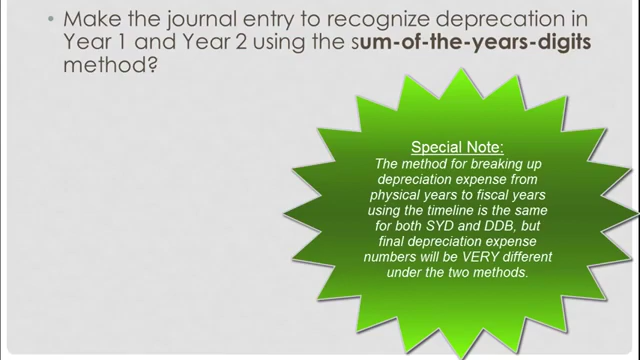 • Make the journal entry to recognize deprecation in
Year 1 and Year 2 using the sum-of-the-years-digits
method?
Special Note:
The method for breaking up
depreciation expense from
physical years to fiscal years
using the timeline is the same
for both SYD and DDB, but
final depreciation expense
numbers will be VERY different
under the two methods.